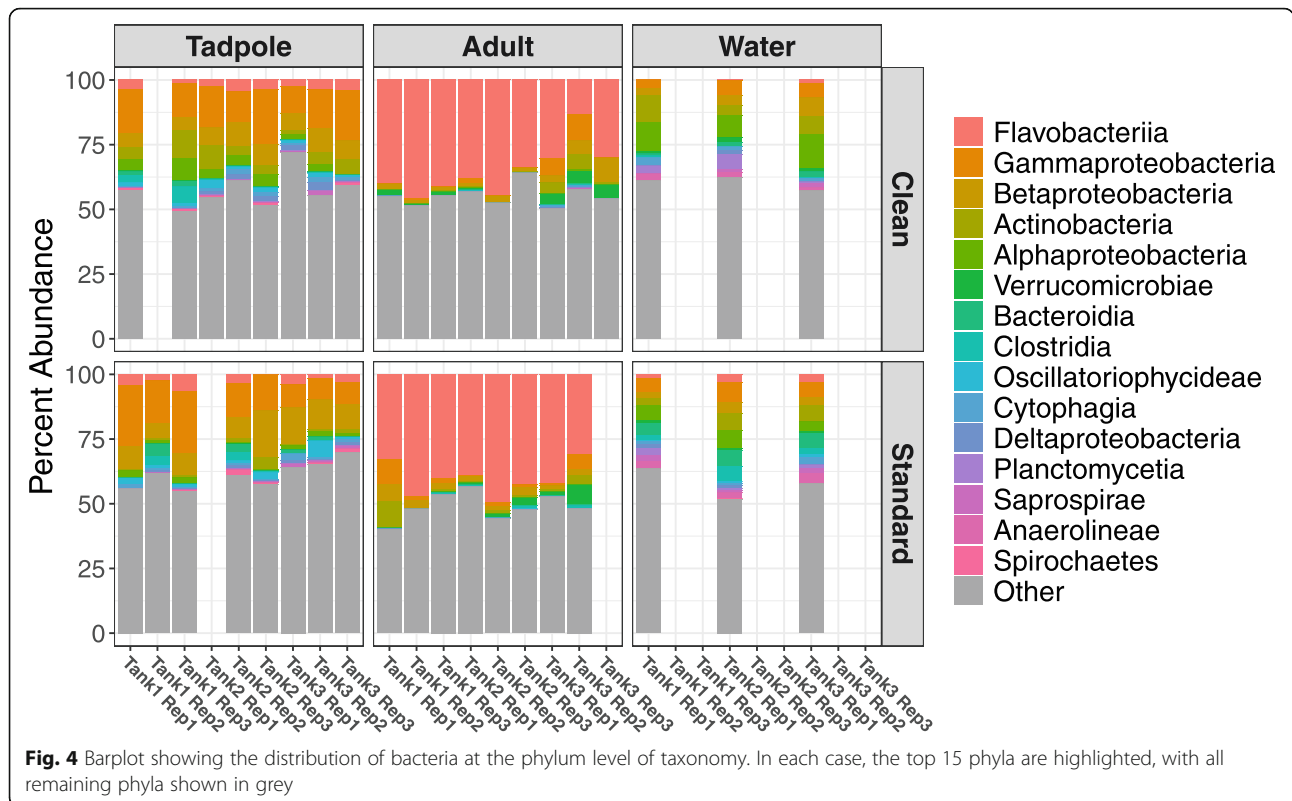 Tadpole Adult Water
Percent Abundance
100
75
50
25
0
Clean
100
75
50
25
0
Standard
Tank1 Rep1
Tank1 Rep2
Tank1 Rep3
Tank2 Rep1
Tank2 Rep2
Tank2 Rep3
Tank3 Rep1
Tank3 Rep2
Tank3 Rep3
Tank1 Rep1
Tank1 Rep2
Tank1 Rep3
Tank2 Rep1
Tank2 Rep2
Tank2 Rep3
Tank3 Rep1
Tank3 Rep2
Tank3 Rep3
Tank1 Rep1
Tank1 Rep2
Tank1 Rep3
Tank2 Rep1
Tank2 Rep2
Tank2 Rep3
Tank3 Rep1
Tank3 Rep2
Tank3 Rep3
Flavobacteriia
Gammaproteobacteria
Betaproteobacteria
Actinobacteria
Alphaproteobacteria
Verrucomicrobiae
Bacteroidia
Clostridia
Oscillatoriophycideae
Cytophagia
Deltaproteobacteria
Planctomycetia
Saprospirae
Anaerolineae
Spirochaetes
Other
Fig. 4 Barplot showing the distribution of bacteria at the phylum level of taxonomy. In each case, the top 15 phyla are highlighted, with all
remaining phyla shown in grey